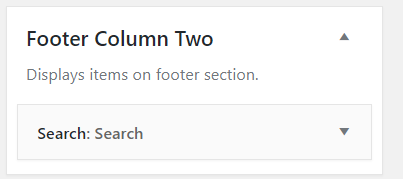 Footer Column Two
Displays items on footer section.
Search: Search